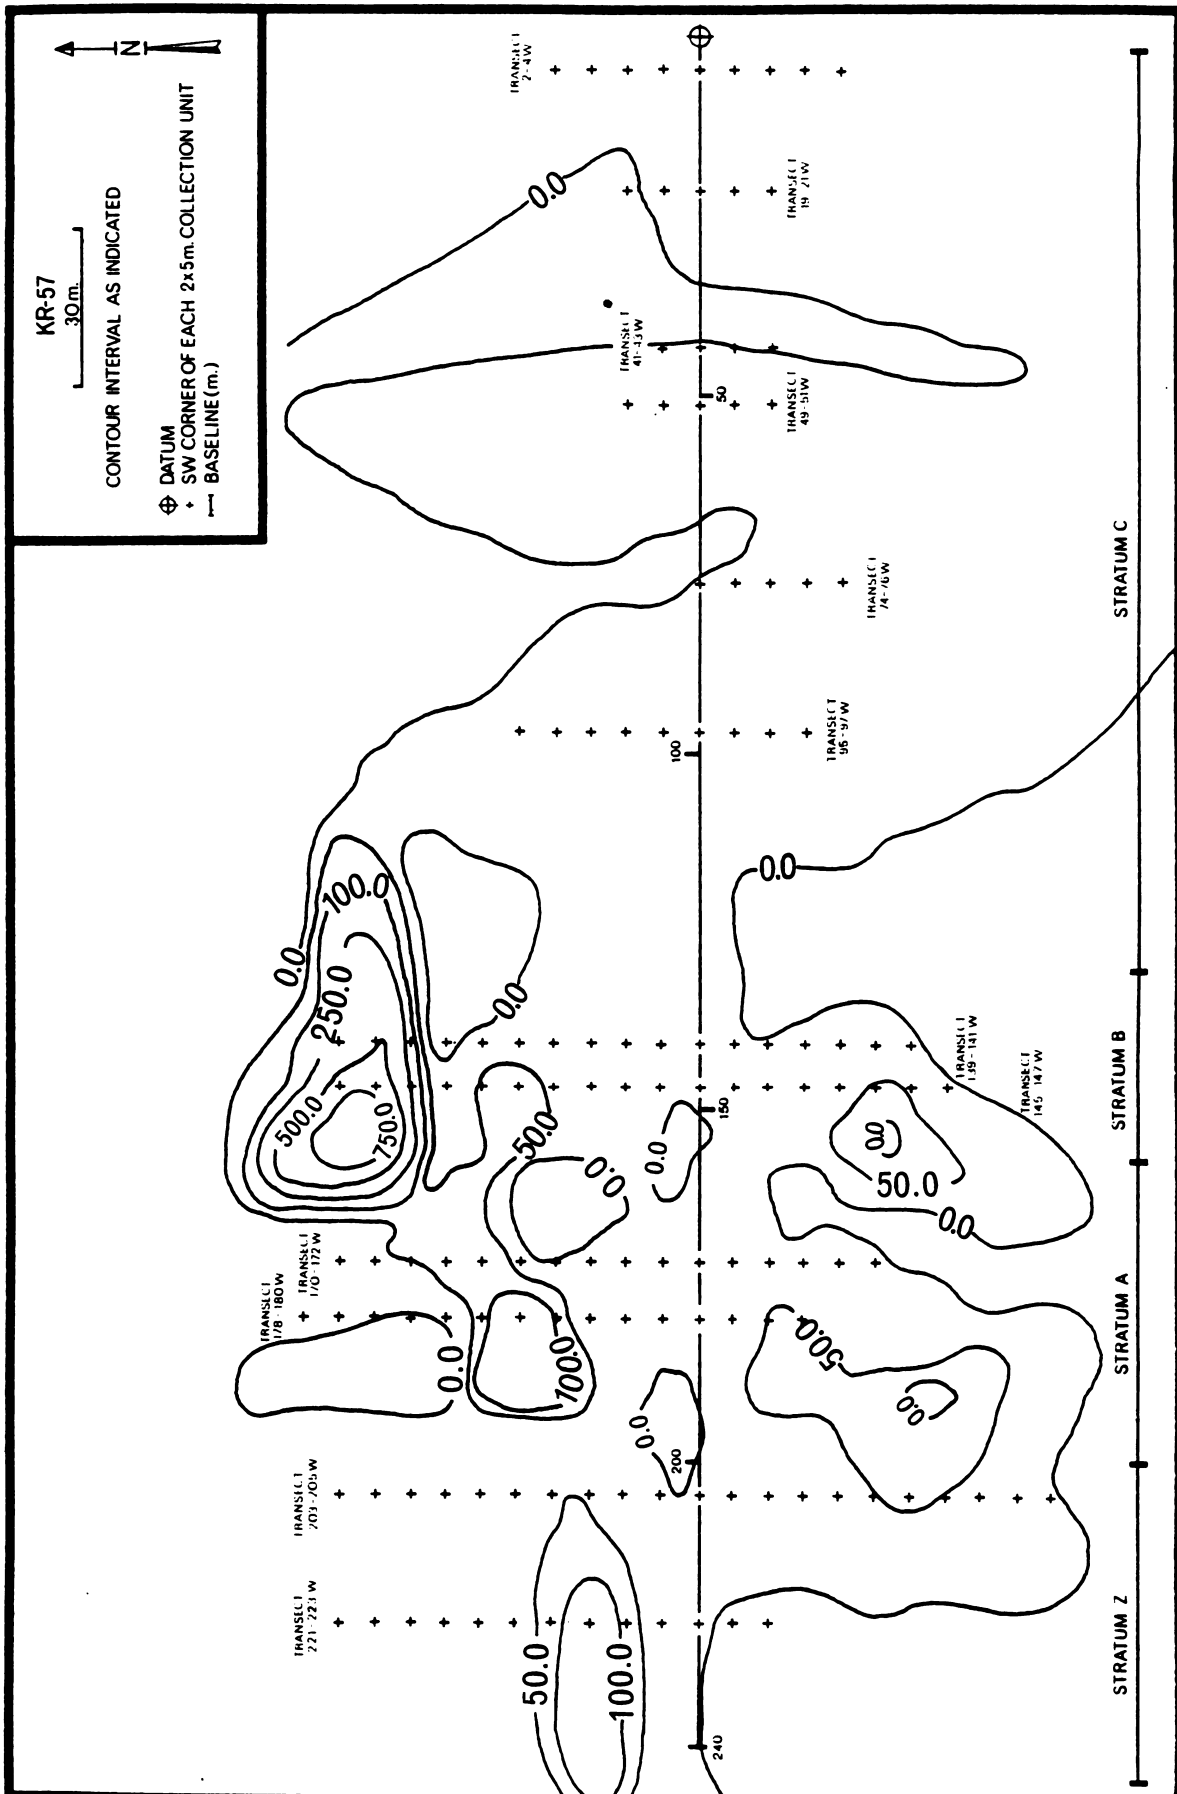 KR-57
30m.
CONTOUR INTERVAL AS INDICATED
DATUM
SW CORNER OF EACH 2x5m. COLLECTION UNIT
BASELINE (m.)
N
TRANSECT
2-4W
TRANSECT
19-21W
TRANSECT
41-43W
TRANSECT
49-51W
TRANSECT
74-76W
TRANSECT
96-97W
TRANSECT
139-141W
TRANSECT
145-147W
TRANSECT
170-172W
TRANSECT
178-180W
TRANSECT
203-205W
TRANSECT
221-223W
50
100
150
200
240
0.0
0.0
100.0
250.0
500.0
750.0
0.0
50.0
0.0
0.0
0.0
0.0
50.0
0.0
0.0
100.0
0.0
50.0
0.0
50.0
100.0
STRATUM C
STRATUM B
STRATUM A
STRATUM Z